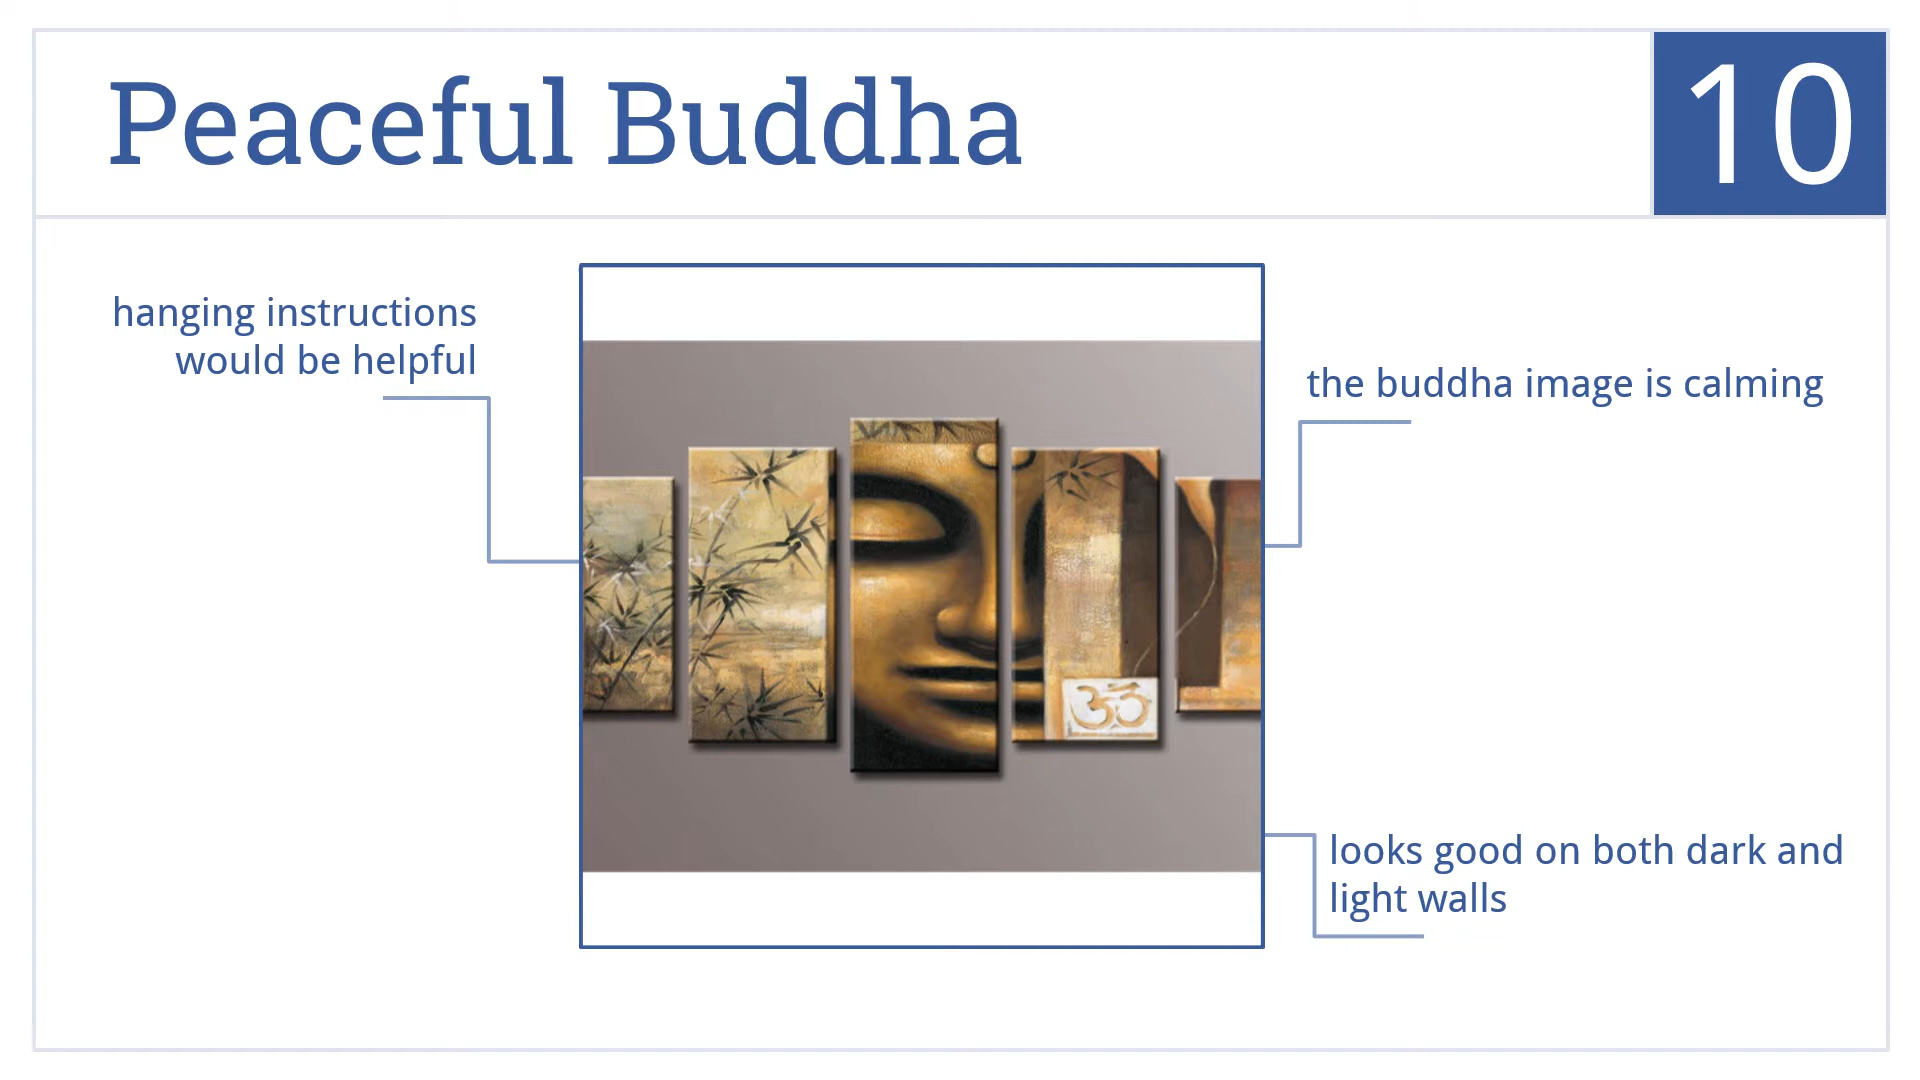 Peaceful Buddha
10
hanging instructions
would be helpful
the buddha image is calming
looks good on both dark and
light walls